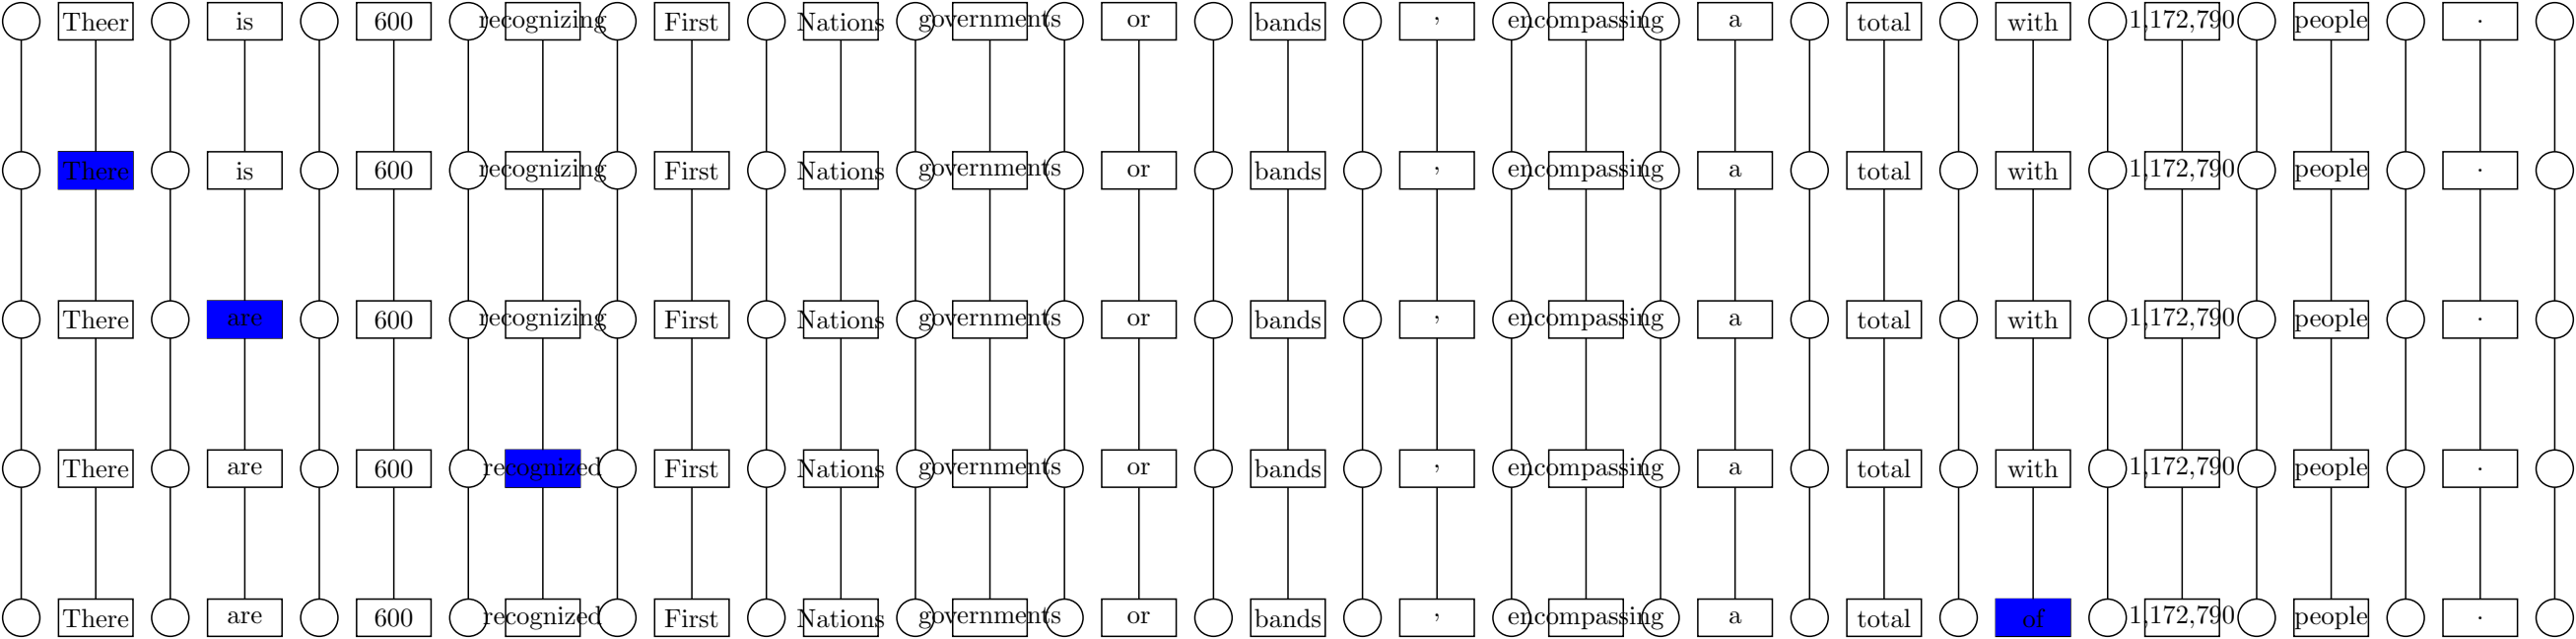 Theer is 600 recognizing First Nations governments or bands , encompassing a total with 1,172,790 people .
There is 600 recognizing First Nations governments or bands , encompassing a total with 1,172,790 people .
There are 600 recognizing First Nations governments or bands , encompassing a total with 1,172,790 people .
There are 600 recognized First Nations governments or bands , encompassing a total with 1,172,790 people .
There are 600 recognized First Nations governments or bands , encompassing a total of 1,172,790 people .